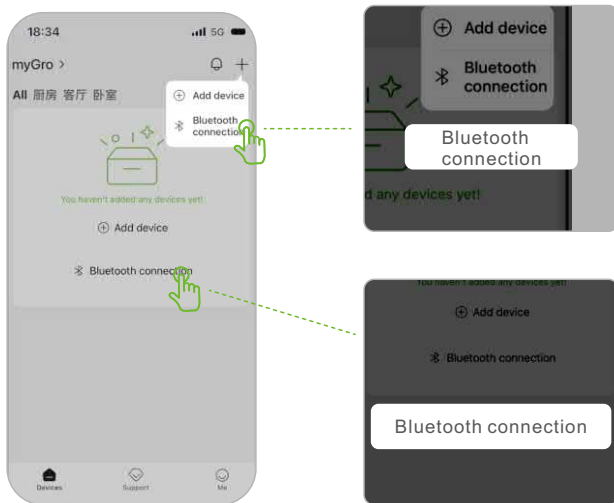 18:34
5G
myGro >
All 厨房 客厅 卧室
Add device
Bluetooth
connection
You haven't added any devices yet!
Add device
Bluetooth connection
Devices
Support
Me
Add device
Bluetooth
connection
Bluetooth
connection
d any devices yet!
You haven't added any devices yet!
Add device
Bluetooth connection
Bluetooth connection